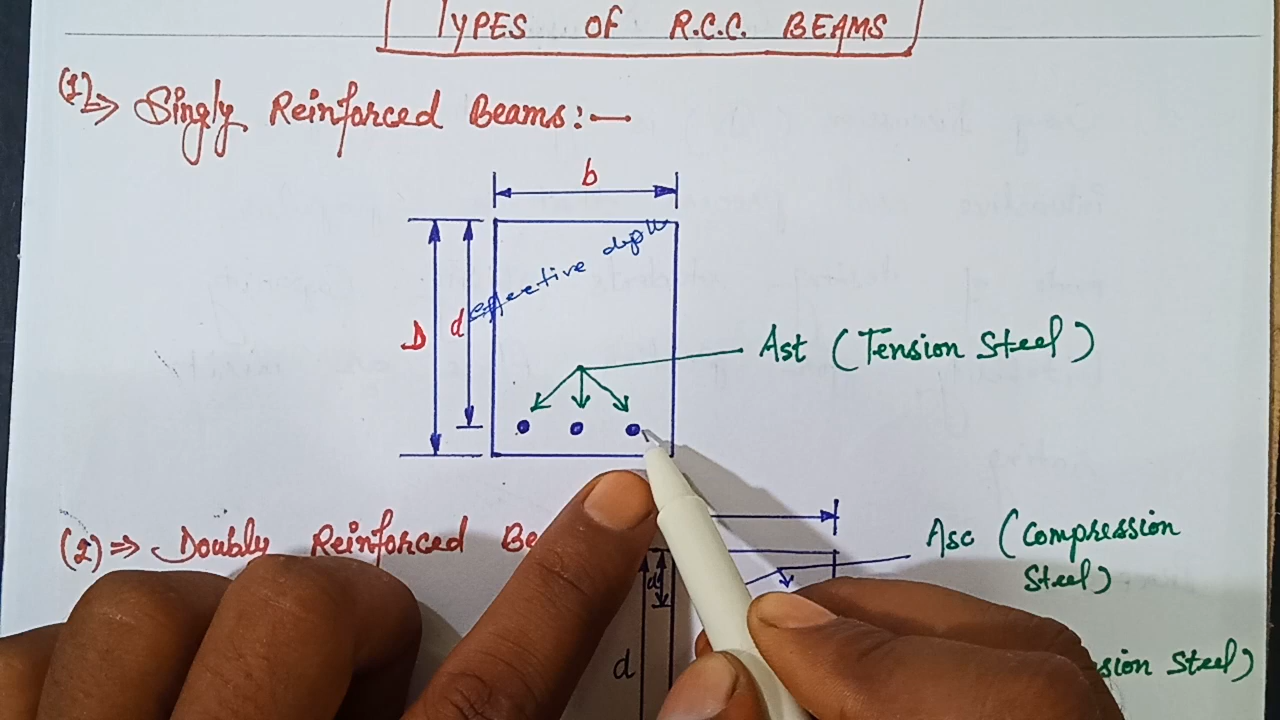 TYPES OF R.C.C. BEAMS
(1)⇒ Singly Reinforced Beams:—
b
effective depth
D
d
Ast (Tension Steel)
(2)⇒ Doubly Reinforced Be
Asc (Compression
Steel)
d'
d
sion Steel)